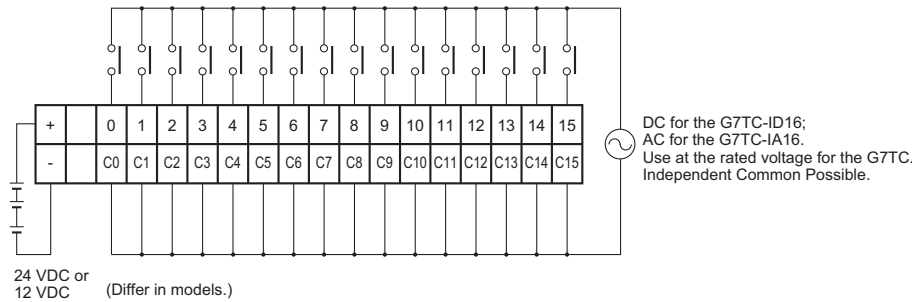 + 0 1 2 3 4 5 6 7 8 9 10 11 12 13 14 15
- C0 C1 C2 C3 C4 C5 C6 C7 C8 C9 C10 C11 C12 C13 C14 C15
DC for the G7TC-ID16;
AC for the G7TC-IA16.
Use at the rated voltage for the G7TC.
Independent Common Possible.
24 VDC or
12 VDC (Differ in models.)